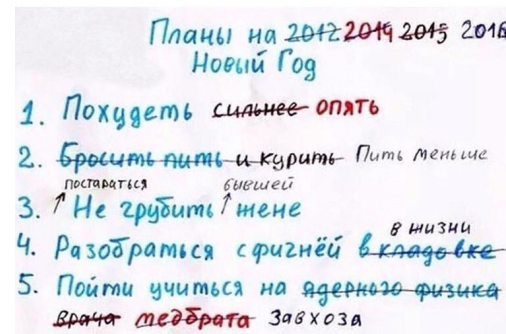 Планы на 2012 2014 2015 2016
Новый Год
1. Похудеть сильнее опять
2. Бросить пить и курить Пить меньше
постараться бывшей
3. Не грубить жене
в жизни
4. Разобраться с фигнёй в кладовке
5. Пойти учиться на ядерного физика
врача медбрата завхоза